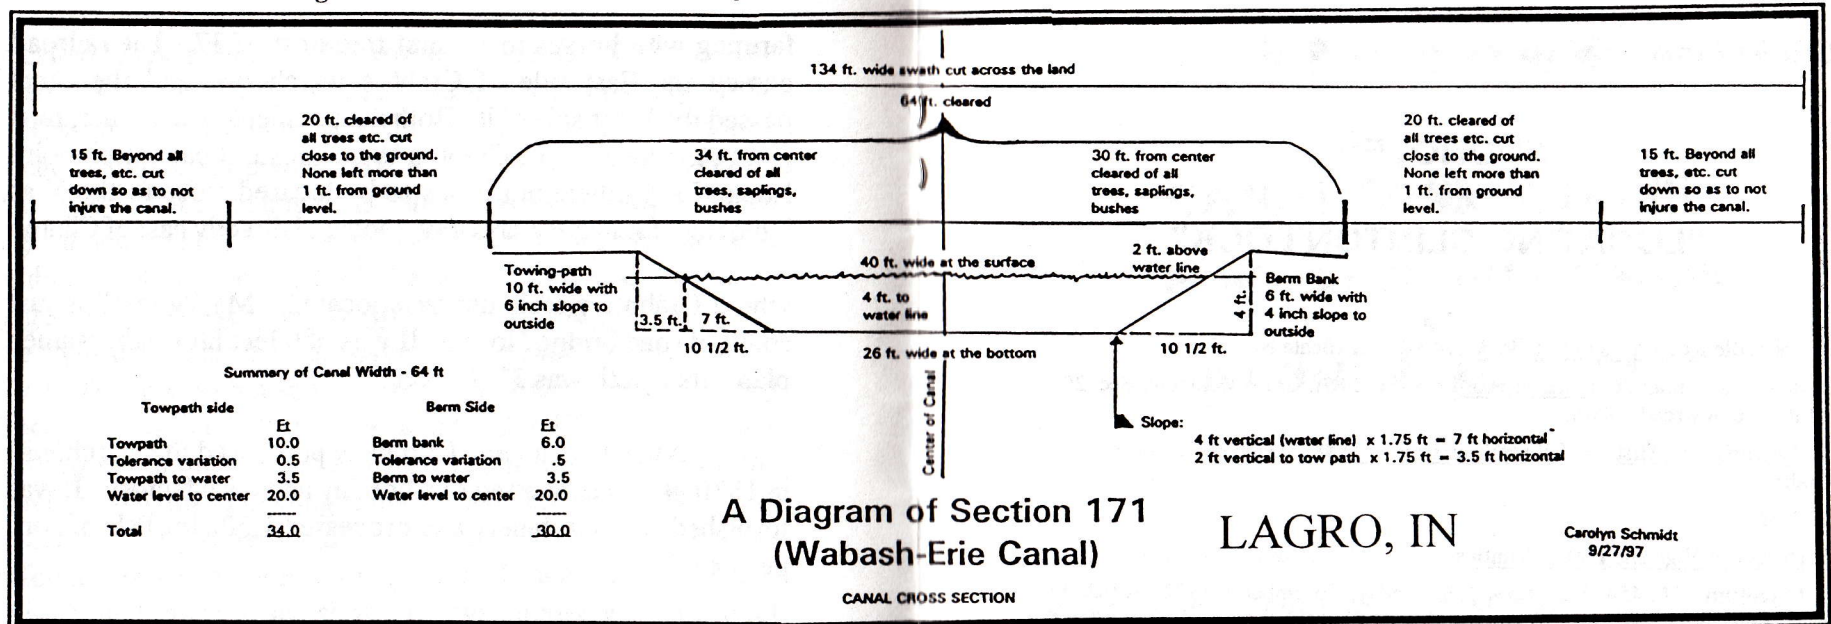 134 ft. wide swath cut across the land
64 ft. cleared
15 ft. Beyond all
trees, etc. cut
down so as to not
injure the canal.
20 ft. cleared of
all trees etc. cut
close to the ground.
None left more than
1 ft. from ground
level.
34 ft. from center
cleared of all
trees, saplings,
bushes
30 ft. from center
cleared of all
trees, saplings,
bushes
20 ft. cleared of
all trees etc. cut
close to the ground.
None left more than
1 ft. from ground
level.
15 ft. Beyond all
trees, etc. cut
down so as to not
injure the canal.
Towing-path
10 ft. wide with
6 inch slope to
outside
3.5 ft.
7 ft.
10 1/2 ft.
40 ft. wide at the surface
4 ft. to
water line
26 ft. wide at the bottom
2 ft. above
water line
4 ft.
10 1/2 ft.
Berm Bank
6 ft. wide with
4 inch slope to
outside
Center of Canal
Slope:
4 ft vertical (water line) x 1.75 ft = 7 ft horizontal
2 ft vertical to tow path x 1.75 ft = 3.5 ft horizontal
Summary of Canal Width - 64 ft
Towpath side
Ft
Towpath 10.0
Tolerance variation 0.5
Towpath to water 3.5
Water level to center 20.0
Total 34.0
Berm Side
Ft
Berm bank 6.0
Tolerance variation .5
Berm to water 3.5
Water level to center 20.0
30.0
A Diagram of Section 171
(Wabash-Erie Canal)
LAGRO, IN
Carolyn Schmidt
9/27/97
CANAL CROSS SECTION